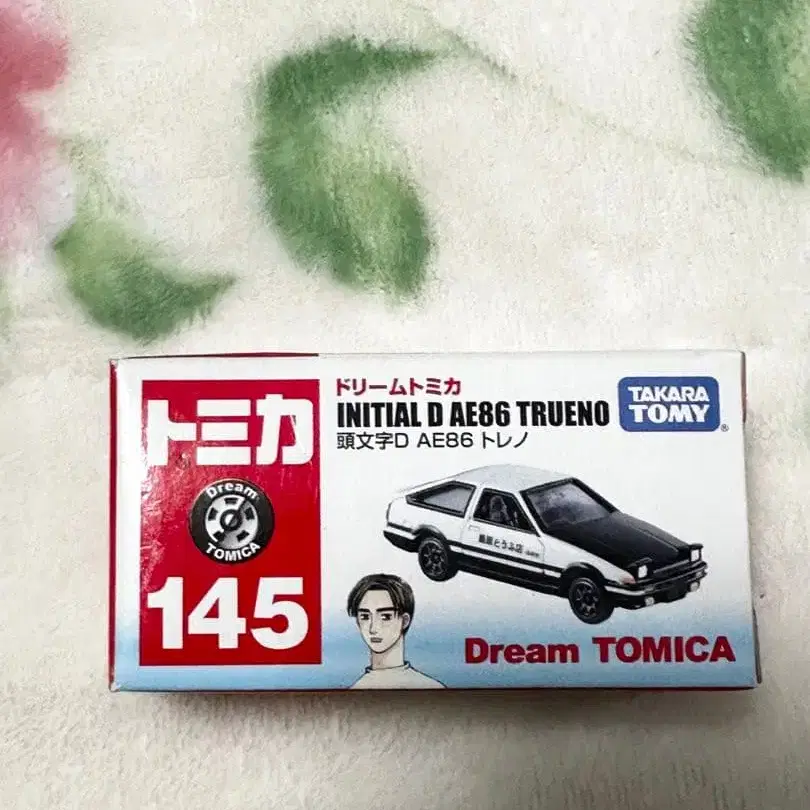 トミカ
Dream
TOMICA
145
ドリームトミカ
INITIAL D AE86 TRUENO
頭文字D AE86 トレノ
TAKARA
TOMY
®
藤原とうふ店
Dream TOMICA